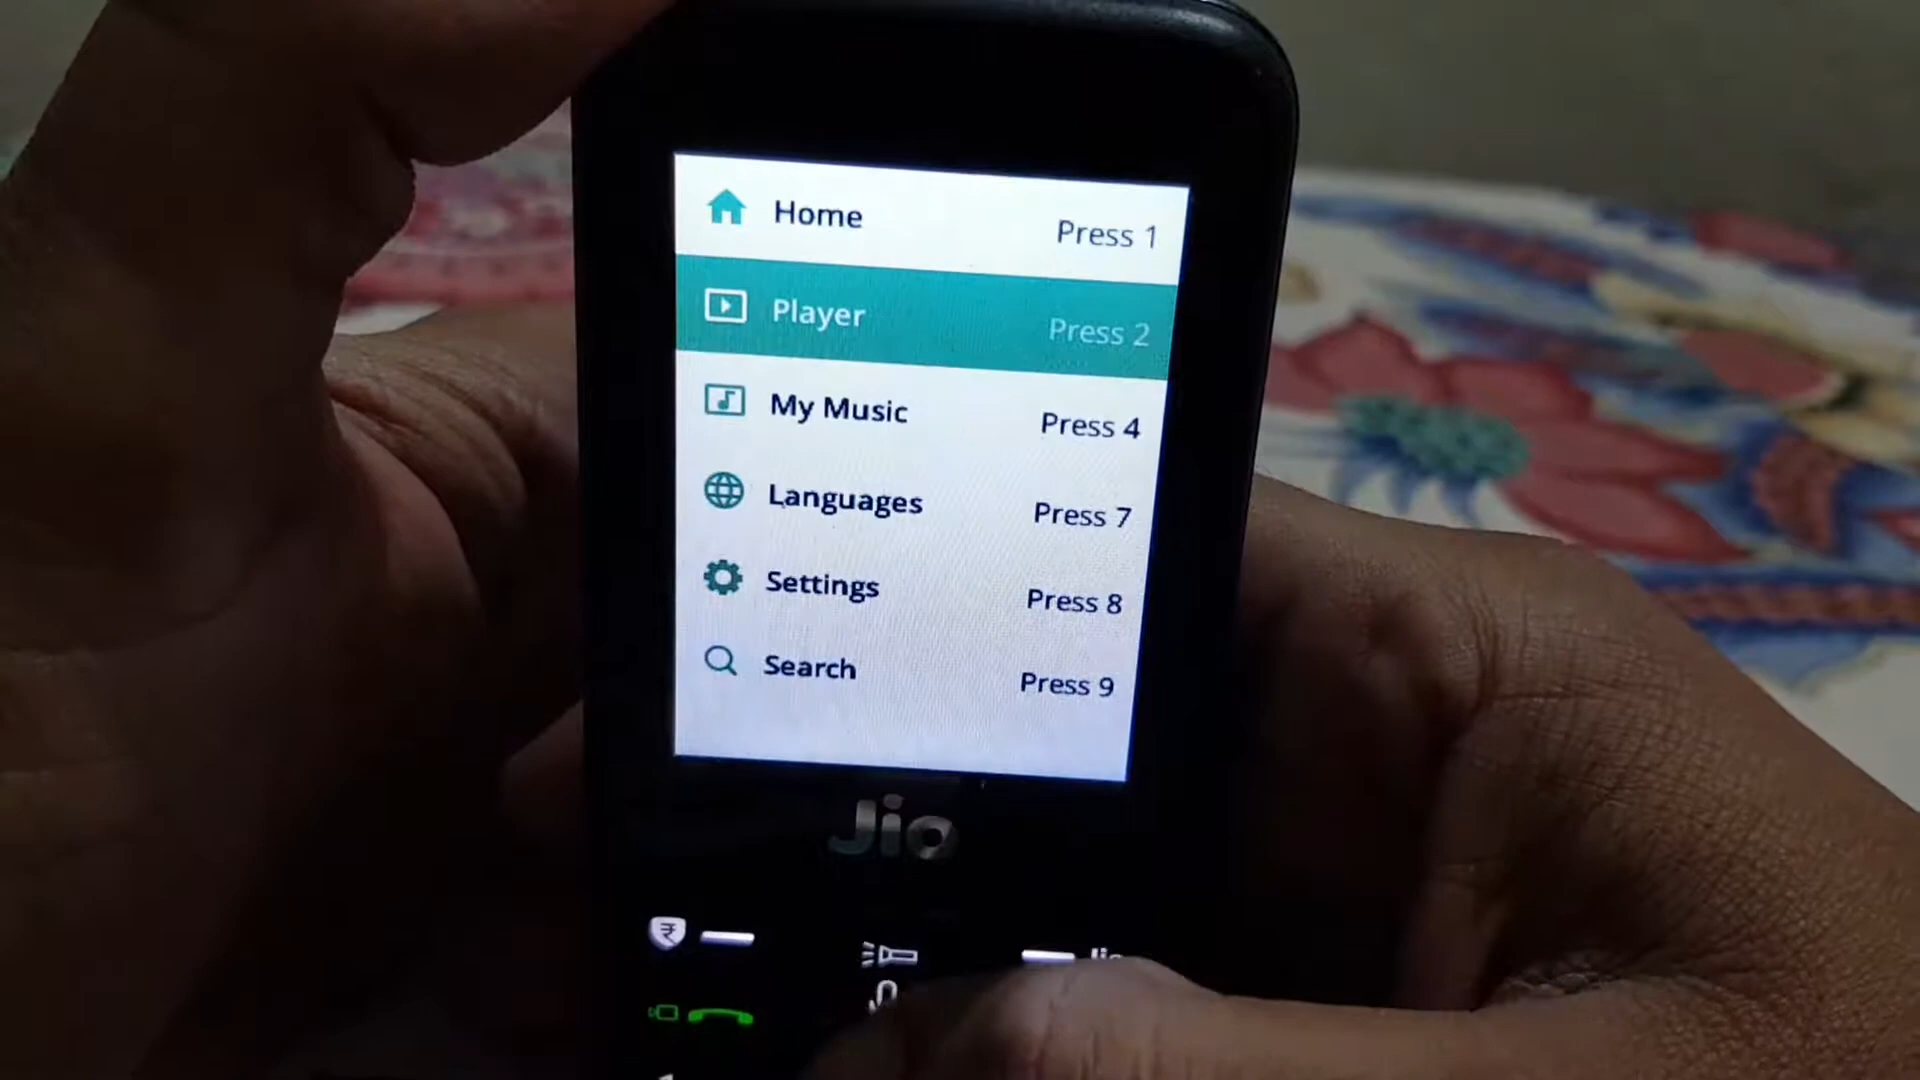 Home Press 1
Player Press 2
My Music Press 4
Languages Press 7
Settings Press 8
Search Press 9
Jio
₹